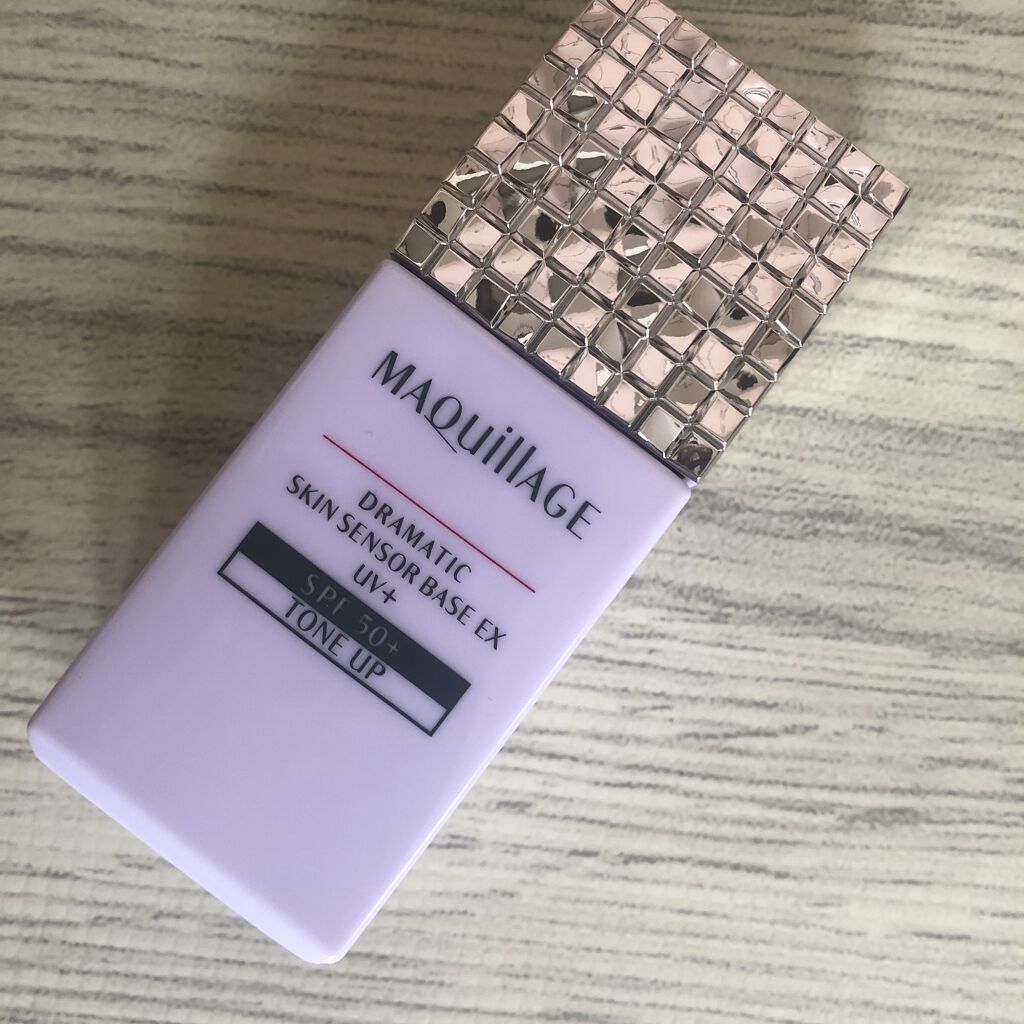 MAQuillAGE
DRAMATIC
SKIN SENSOR BASE EX
UV+
SPF 50+
TONE UP